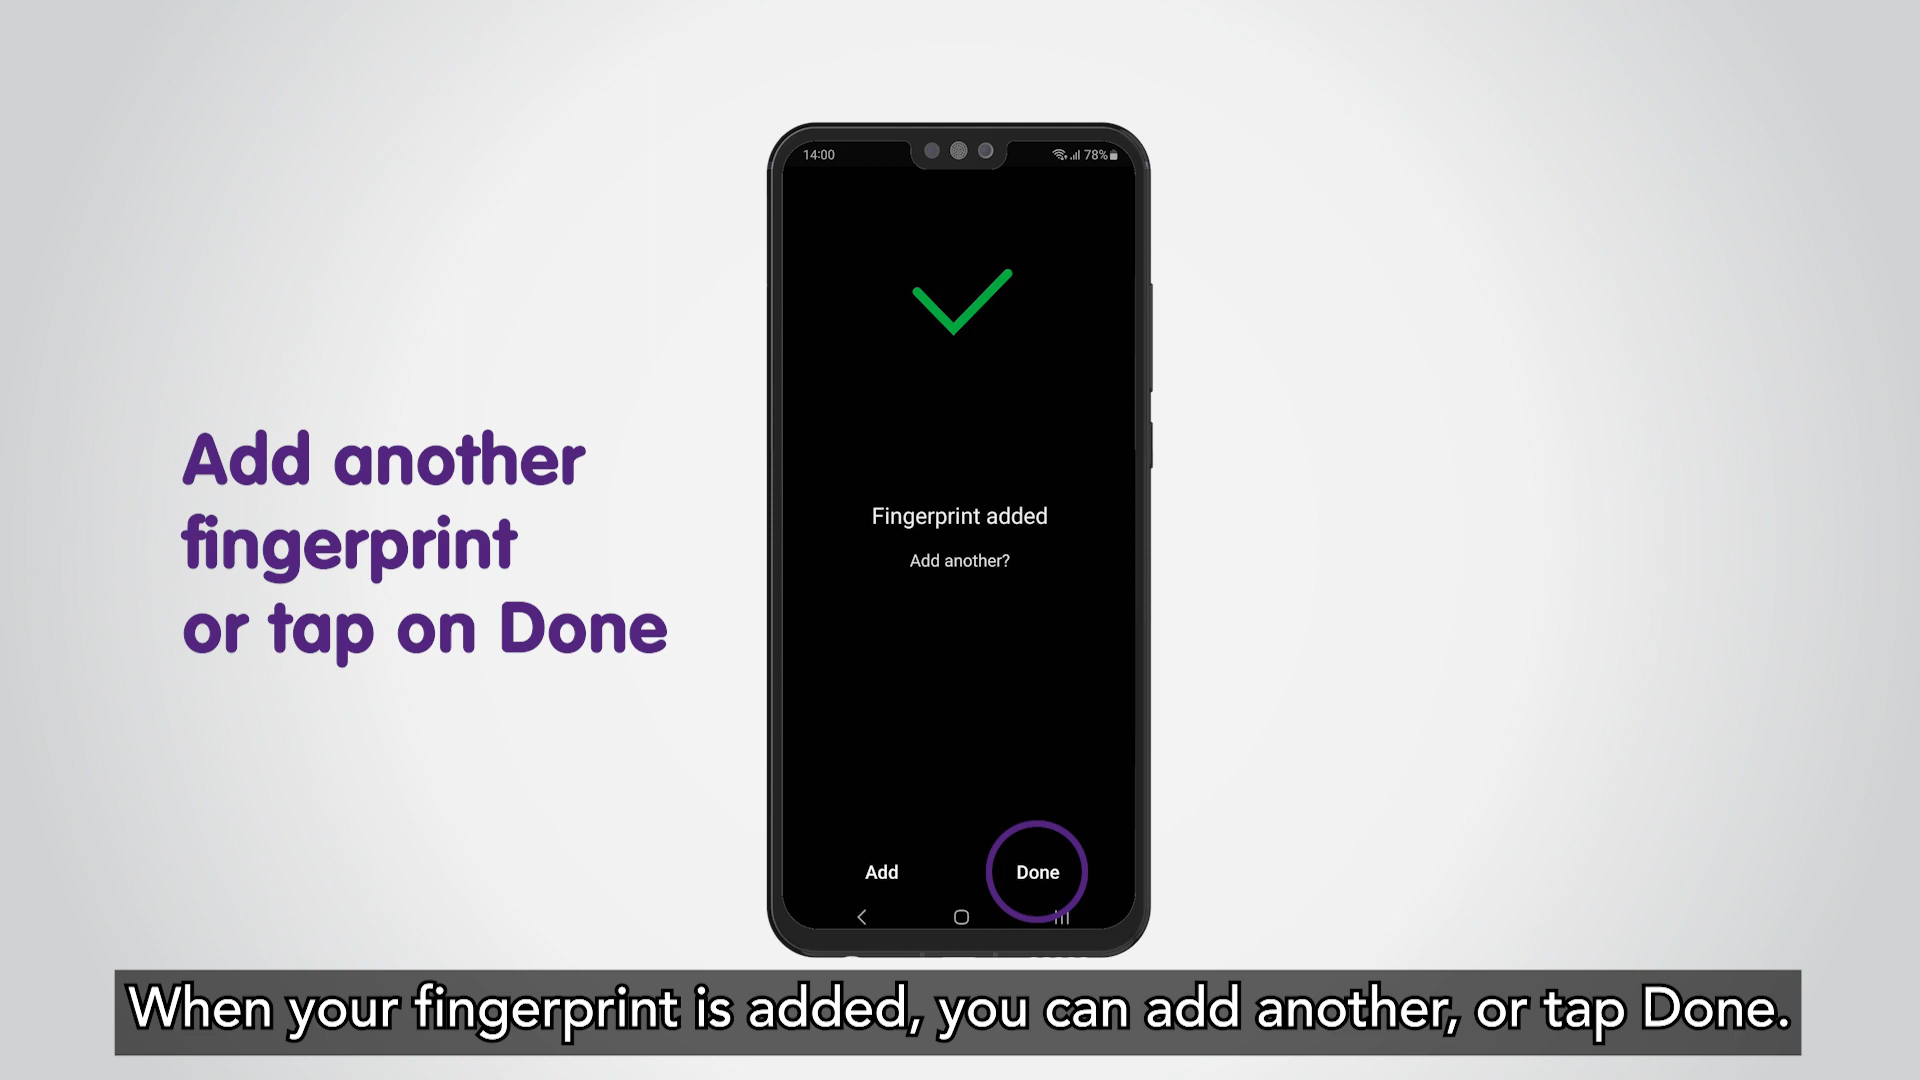 14:00
78%
Fingerprint added
Add another?
Add another
fingerprint
or tap on Done
Add
Done
When your fingerprint is added, you can add another, or tap Done.